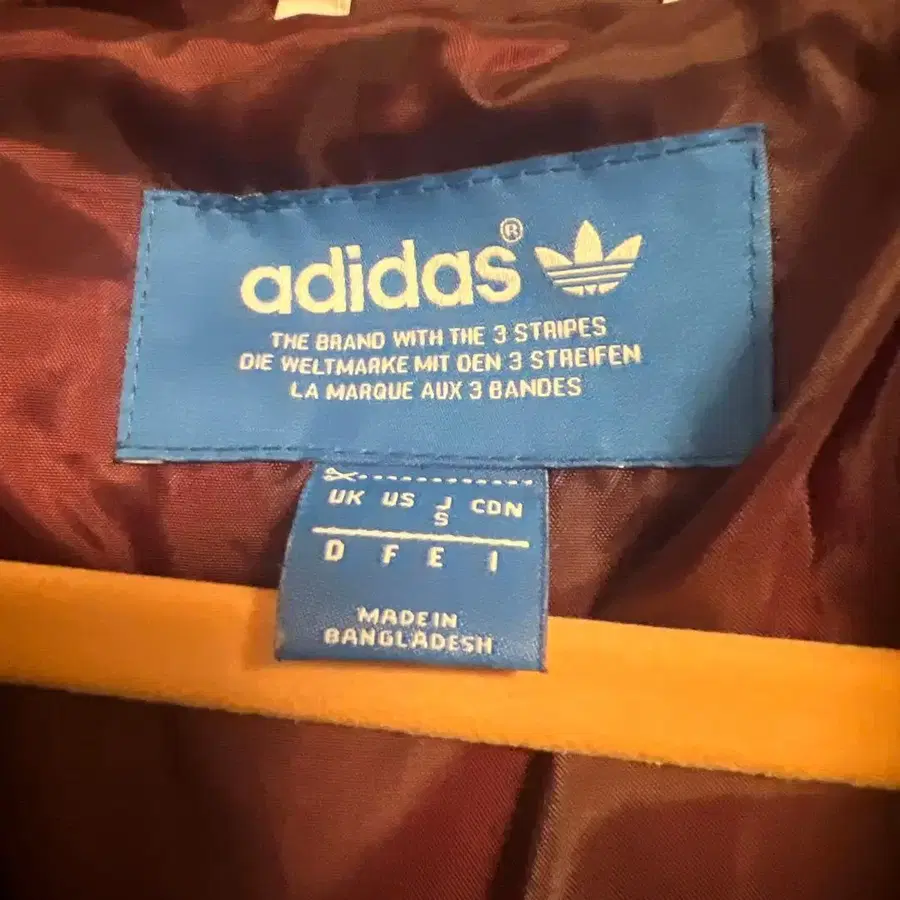 adidas®
THE BRAND WITH THE 3 STRIPES
DIE WELTMARKE MIT DEN 3 STREIFEN
LA MARQUE AUX 3 BANDES
UK US J CDN
S
D F E I
MADE IN
BANGLADESH